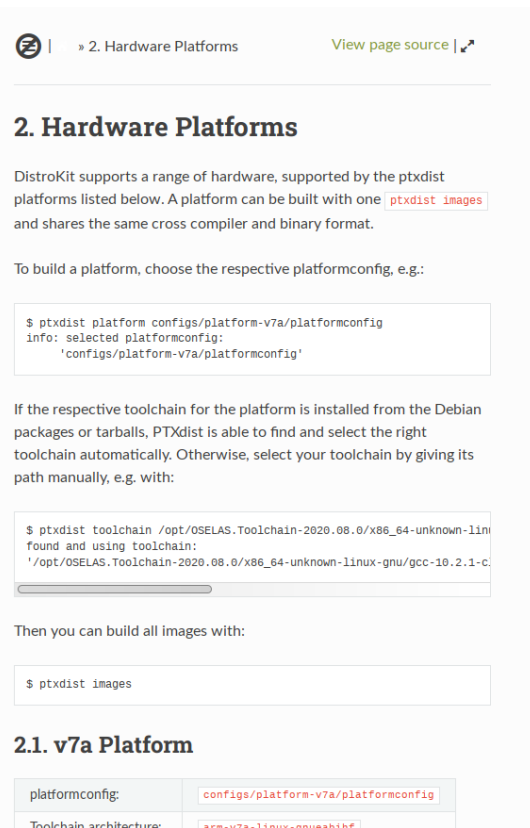 | » 2. Hardware Platforms View page source |
2. Hardware Platforms
DistroKit supports a range of hardware, supported by the ptxdist
platforms listed below. A platform can be built with one ptxdist images
and shares the same cross compiler and binary format.
To build a platform, choose the respective platformconfig, e.g.:
$ ptxdist platform configs/platform-v7a/platformconfig
info: selected platformconfig:
'configs/platform-v7a/platformconfig'
If the respective toolchain for the platform is installed from the Debian
packages or tarballs, PTXdist is able to find and select the right
toolchain automatically. Otherwise, select your toolchain by giving its
path manually, e.g. with:
$ ptxdist toolchain /opt/OSELAS.Toolchain-2020.08.0/x86_64-unknown-lin
found and using toolchain:
'/opt/OSELAS.Toolchain-2020.08.0/x86_64-unknown-linux-gnu/gcc-10.2.1-c
Then you can build all images with:
$ ptxdist images
2.1. v7a Platform
platformconfig: configs/platform-v7a/platformconfig
Toolchain architecture: arm-v7a-linux-gnueabihf